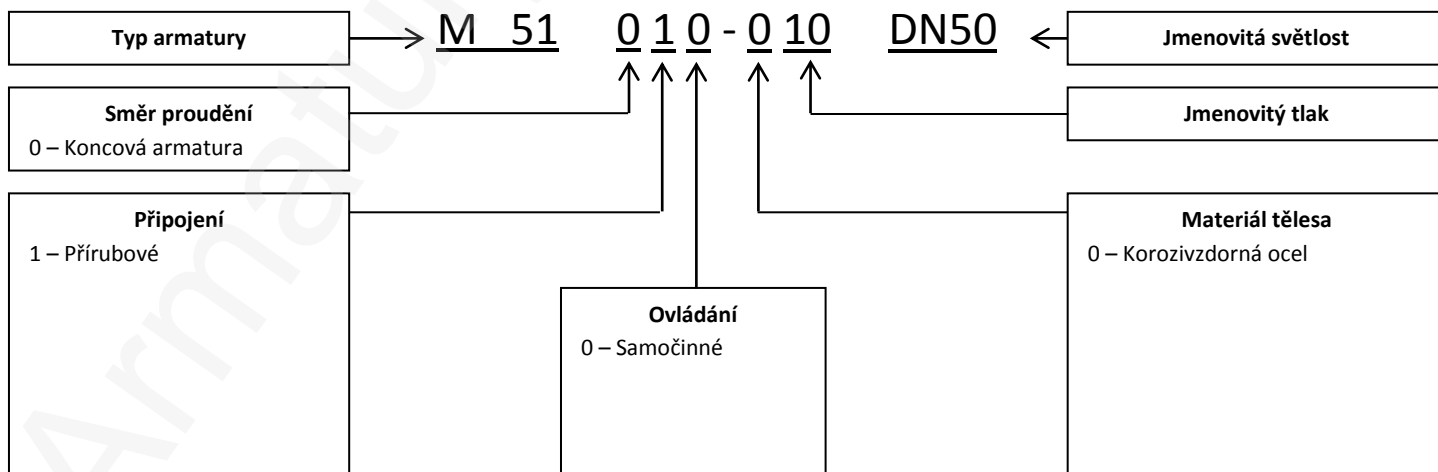 Typ armatury
M 51 0 1 0 - 0 10 DN50
Jmenovitá světlost
Směr proudění
0 – Koncová armatura
Jmenovitý tlak
Připojení
1 – Přírubové
Materiál tělesa
0 – Korozivzdorná ocel
Ovládání
0 – Samočinné
Armatur